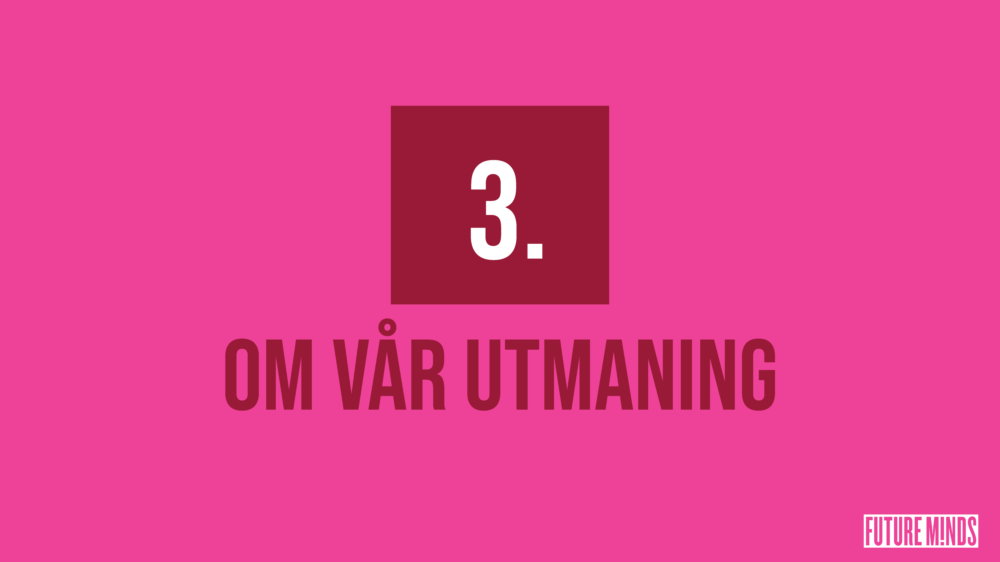 3.
OM VÅR UTMANING
FUTURE M!NDS